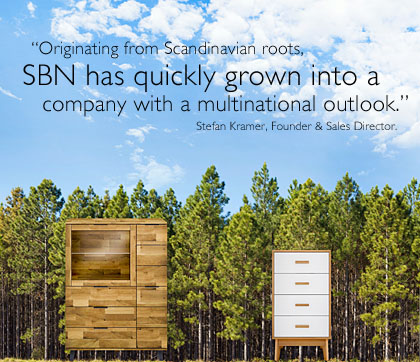 “Originating from Scandinavian roots,
SBN has quickly grown into a
company with a multinational outlook.”
Stefan Kramer, Founder & Sales Director.